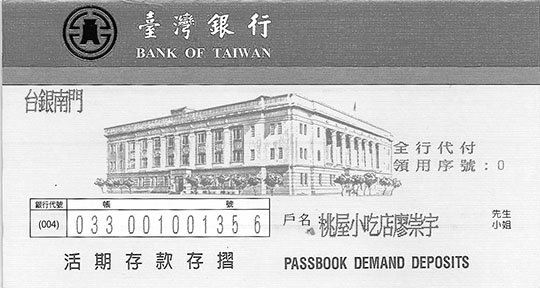 臺灣銀行
BANK OF TAIWAN
台銀南門
全行代付
領用序號：0
銀行代號 帳 號
(004) 033 001001356
戶名 桃屋小吃店廖崇宇
先生
小姐
活期存款存摺 PASSBOOK DEMAND DEPOSITS